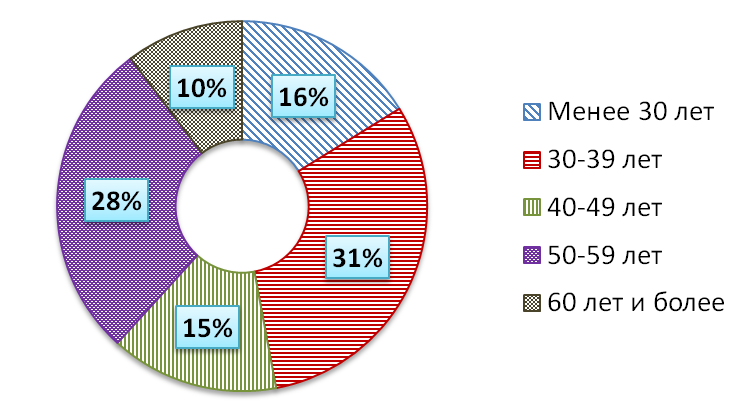 10%
16%
28%
31%
15%
Менее 30 лет
30-39 лет
40-49 лет
50-59 лет
60 лет и более